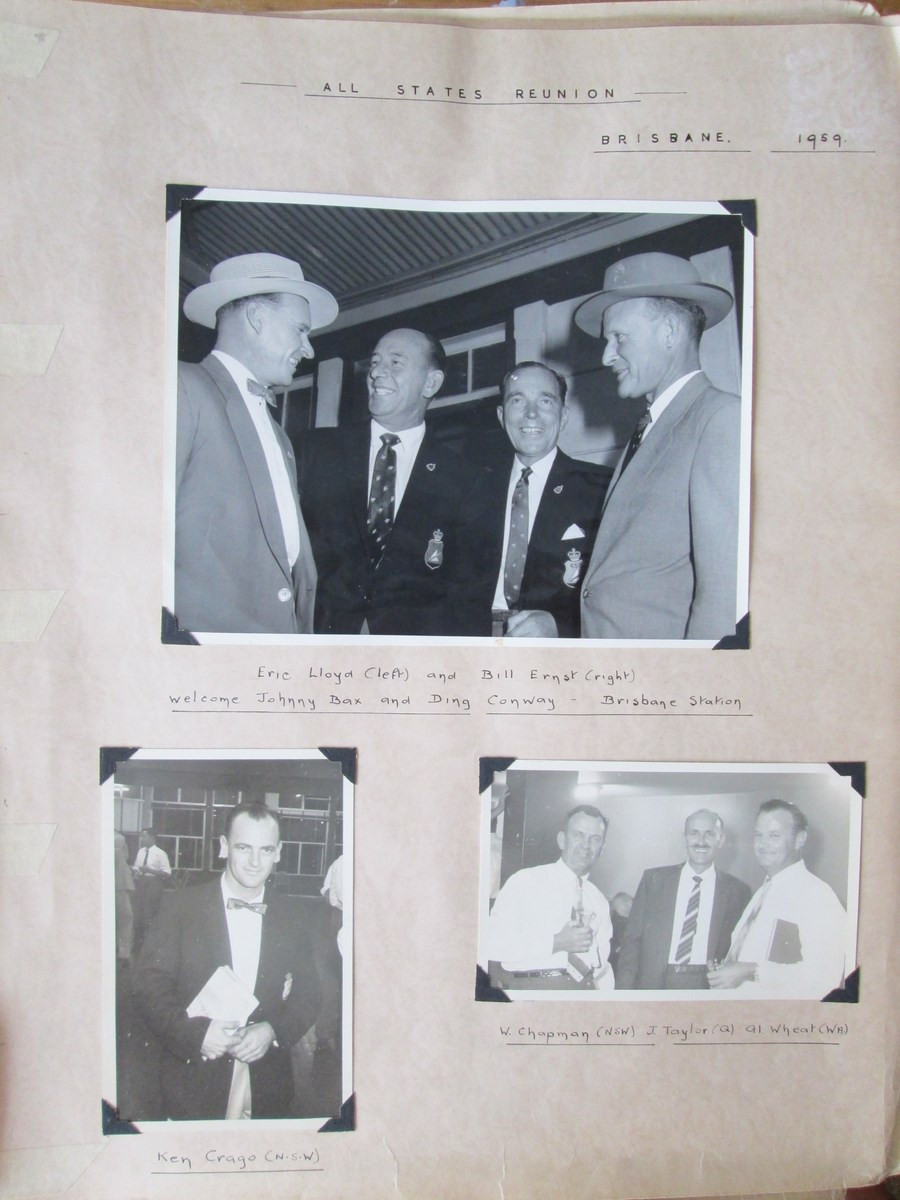 ALL STATES REUNION
BRISBANE. 1959.
Eric Lloyd (left) and Bill Ernst (right)
welcome Johnny Bax and Ding Conway - Brisbane Station
W. Chapman (NSW) J Taylor (Q) Al Wheat (WA)
Ken Crago (N.S.W)